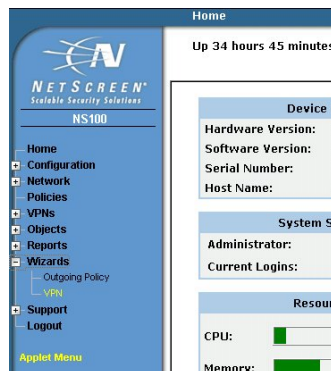 Home
Up 34 hours 45 minutes
NETSCREEN
Scalable Security Solutions
NS100
Home
Configuration
Network
Policies
VPNs
Objects
Reports
Wizards
Outgoing Policy
VPN
Support
Logout
Applet Menu
Device
Hardware Version:
Software Version:
Serial Number:
Host Name:
System S
Administrator:
Current Logins:
Resou
CPU:
Memory: